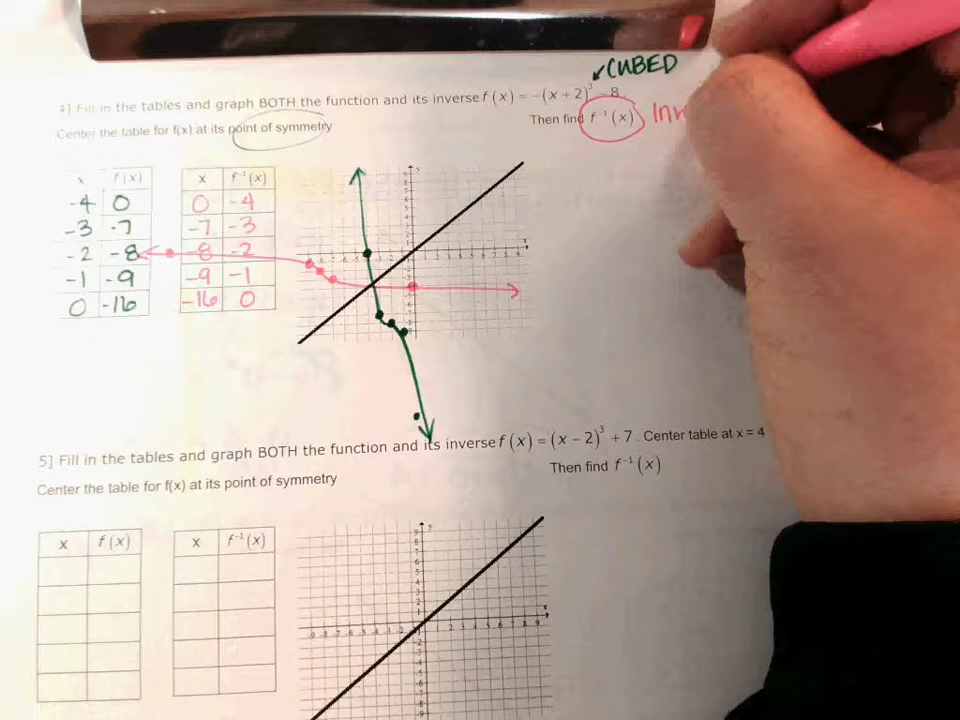 CUBED
4] Fill in the tables and graph BOTH the function and its inverse f(x) = -(x+2)³ - 8
Center the table for f(x) at its point of symmetry Then find f⁻¹(x) Inv
x f(x) x f⁻¹(x)
-4 0 0 -4
-3 -7 -7 -3
-2 -8 -8 -2
-1 -9 -9 -1
0 -16 -16 0
5] Fill in the tables and graph BOTH the function and its inverse f(x) = (x-2)³ + 7. Center table at x = 4
Center the table for f(x) at its point of symmetry Then find f⁻¹(x)
x f(x) x f⁻¹(x)